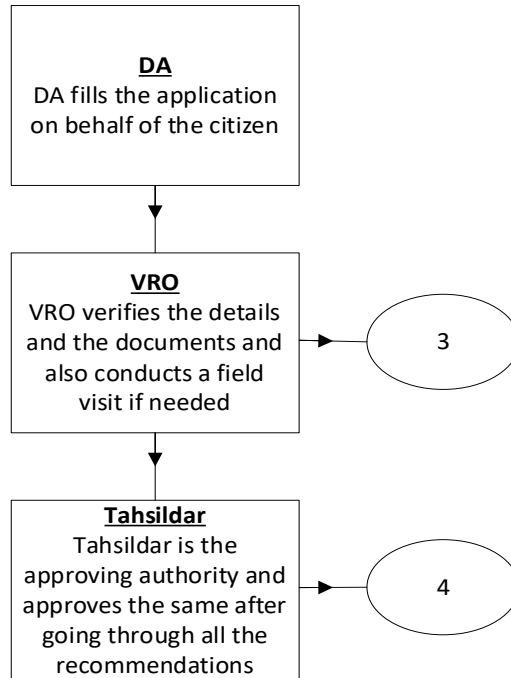 DA
DA fills the application
on behalf of the citizen
VRO
VRO verifies the details
and the documents and
also conducts a field
visit if needed
3
Tahsildar
Tahsildar is the
approving authority and
approves the same after
going through all the
recommendations
4